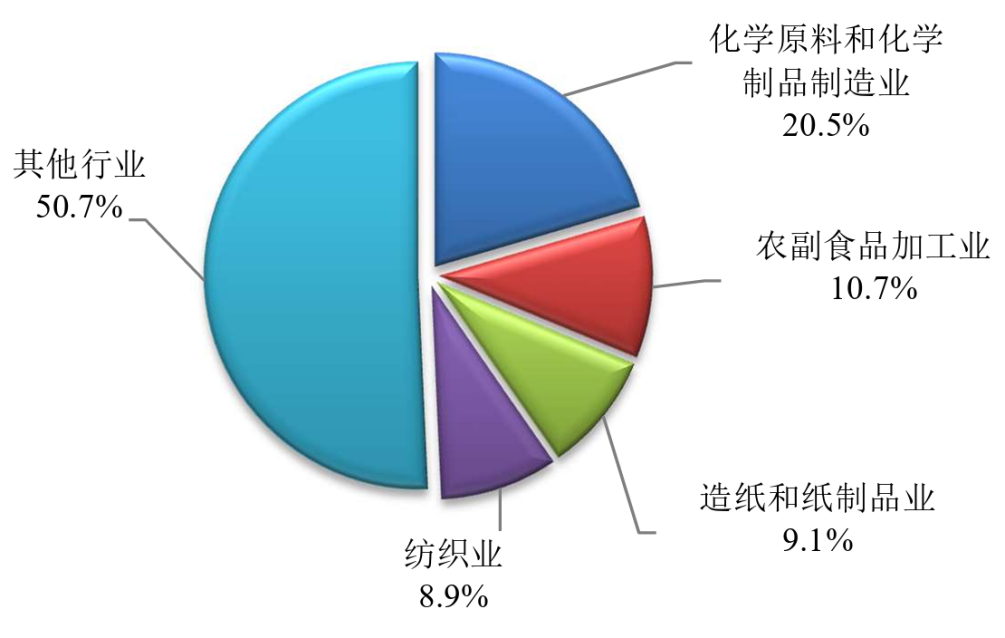 化学原料和化学
制品制造业
20.5%
农副食品加工业
10.7%
造纸和纸制品业
9.1%
纺织业
8.9%
其他行业
50.7%